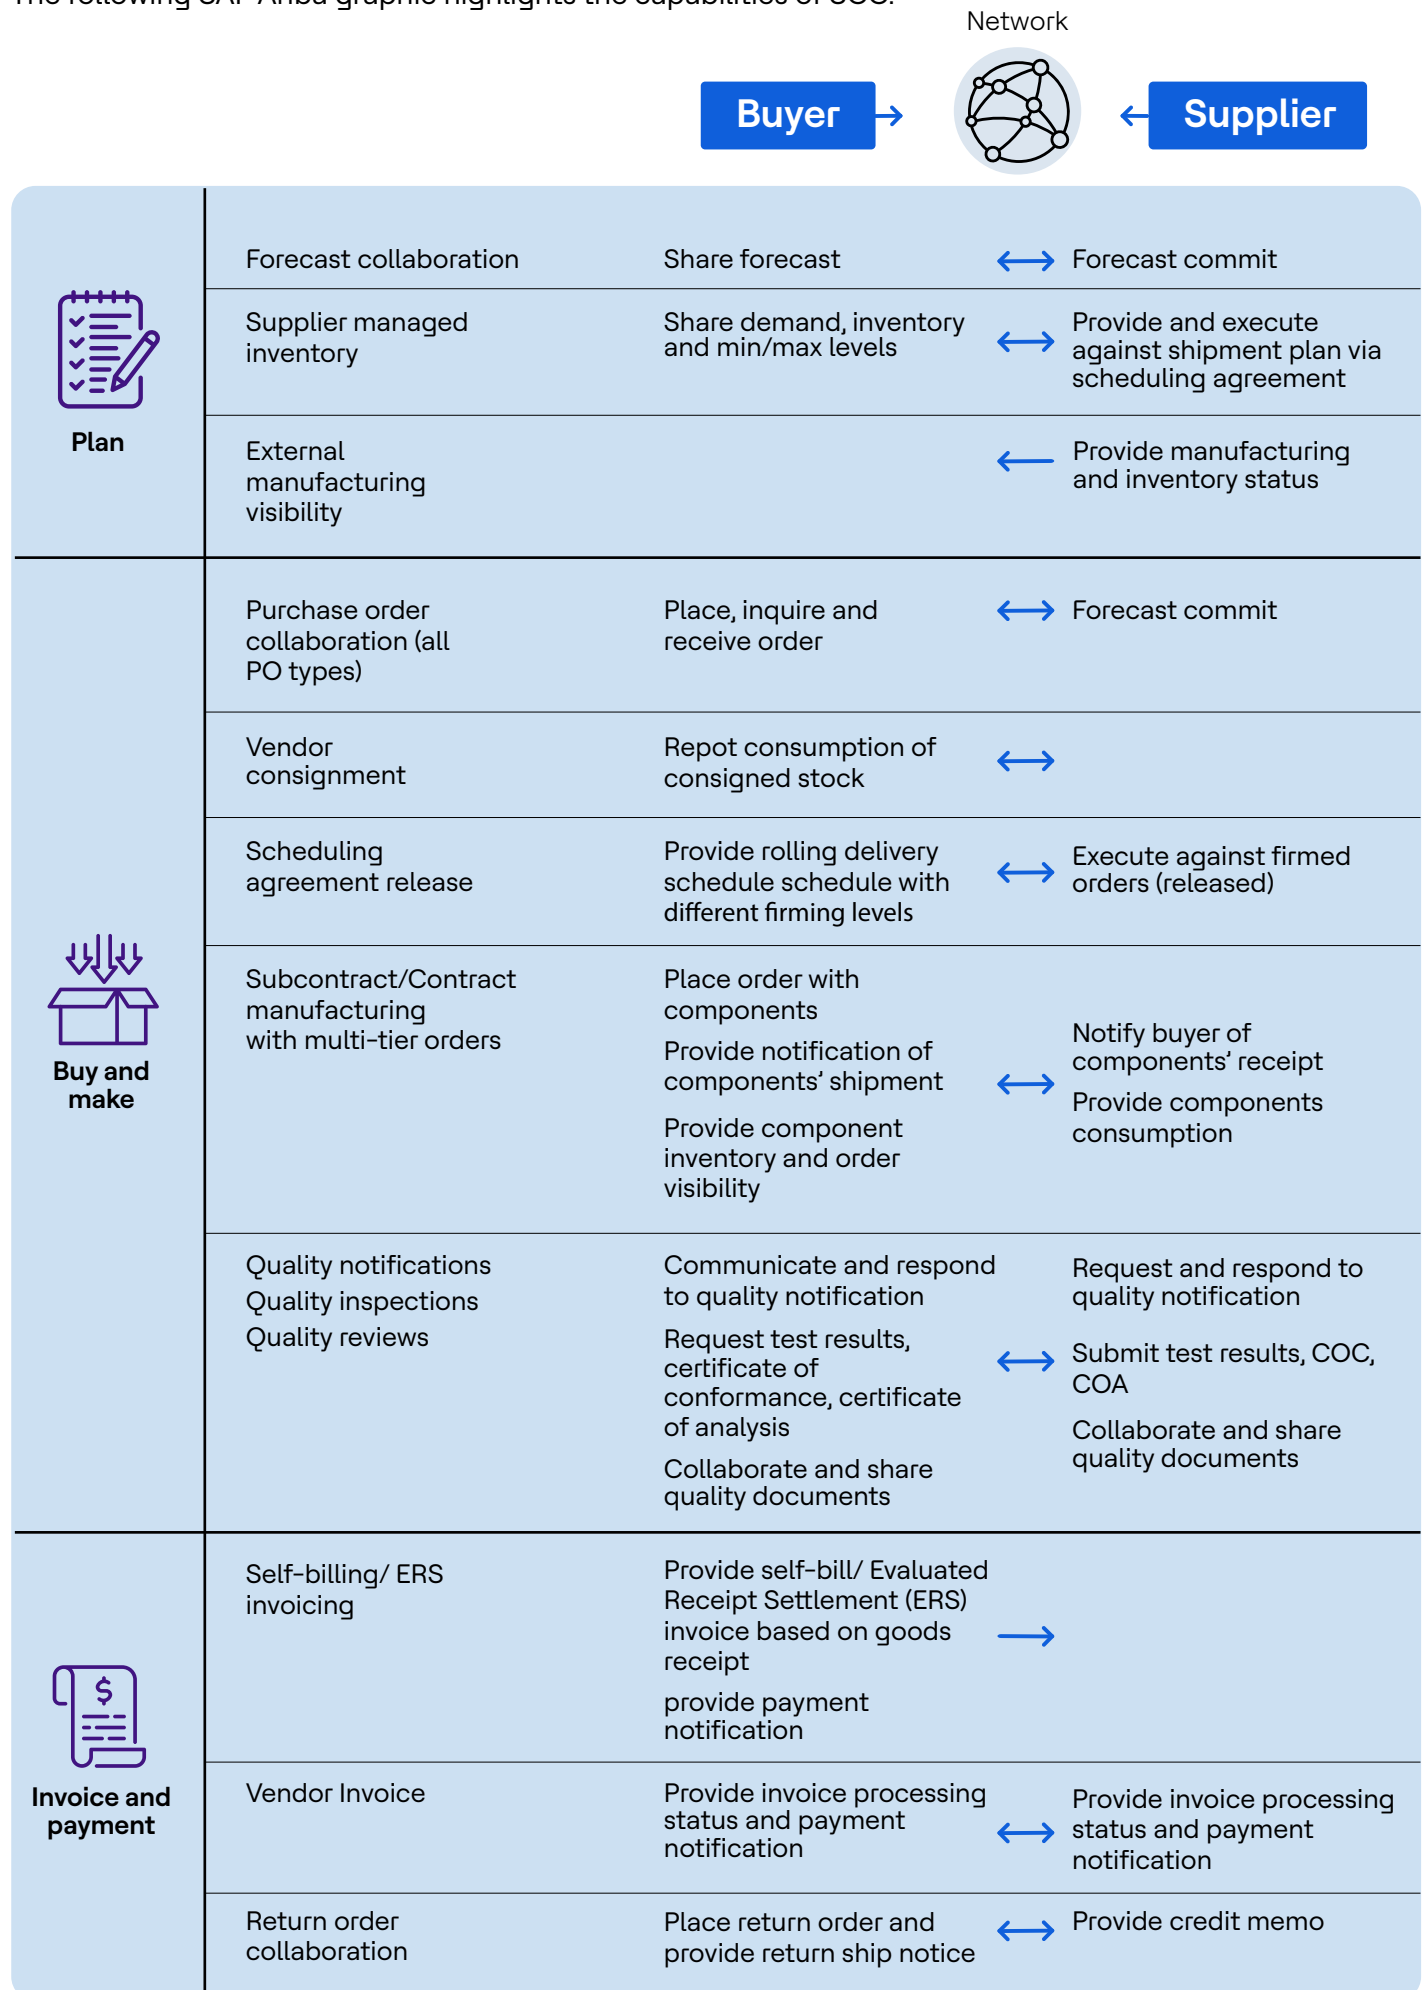 The following SAP Ariba graphic highlights the capabilities of SCC:
Network
Buyer
Supplier
Plan
Forecast collaboration
Share forecast
Forecast commit
Supplier managed
inventory
Share demand, inventory
and min/max levels
Provide and execute
against shipment plan via
scheduling agreement
External
manufacturing
visibility
Provide manufacturing
and inventory status
Buy and
make
Purchase order
collaboration (all
PO types)
Place, inquire and
receive order
Forecast commit
Vendor
consignment
Repot consumption of
consigned stock
Scheduling
agreement release
Provide rolling delivery
schedule schedule with
different firming levels
Execute against firmed
orders (released)
Subcontract/Contract
manufacturing
with multi-tier orders
Place order with
components
Provide notification of
components' shipment
Provide component
inventory and order
visibility
Notify buyer of
components' receipt
Provide components
consumption
Quality notifications
Quality inspections
Quality reviews
Communicate and respond
to quality notification
Request test results,
certificate of
conformance, certificate
of analysis
Collaborate and share
quality documents
Request and respond to
quality notification
Submit test results, COC,
COA
Collaborate and share
quality documents
Invoice and
payment
Self-billing/ ERS
invoicing
Provide self-bill/ Evaluated
Receipt Settlement (ERS)
invoice based on goods
receipt
provide payment
notification
Vendor Invoice
Provide invoice processing
status and payment
notification
Provide invoice processing
status and payment
notification
Return order
collaboration
Place return order and
provide return ship notice
Provide credit memo
$